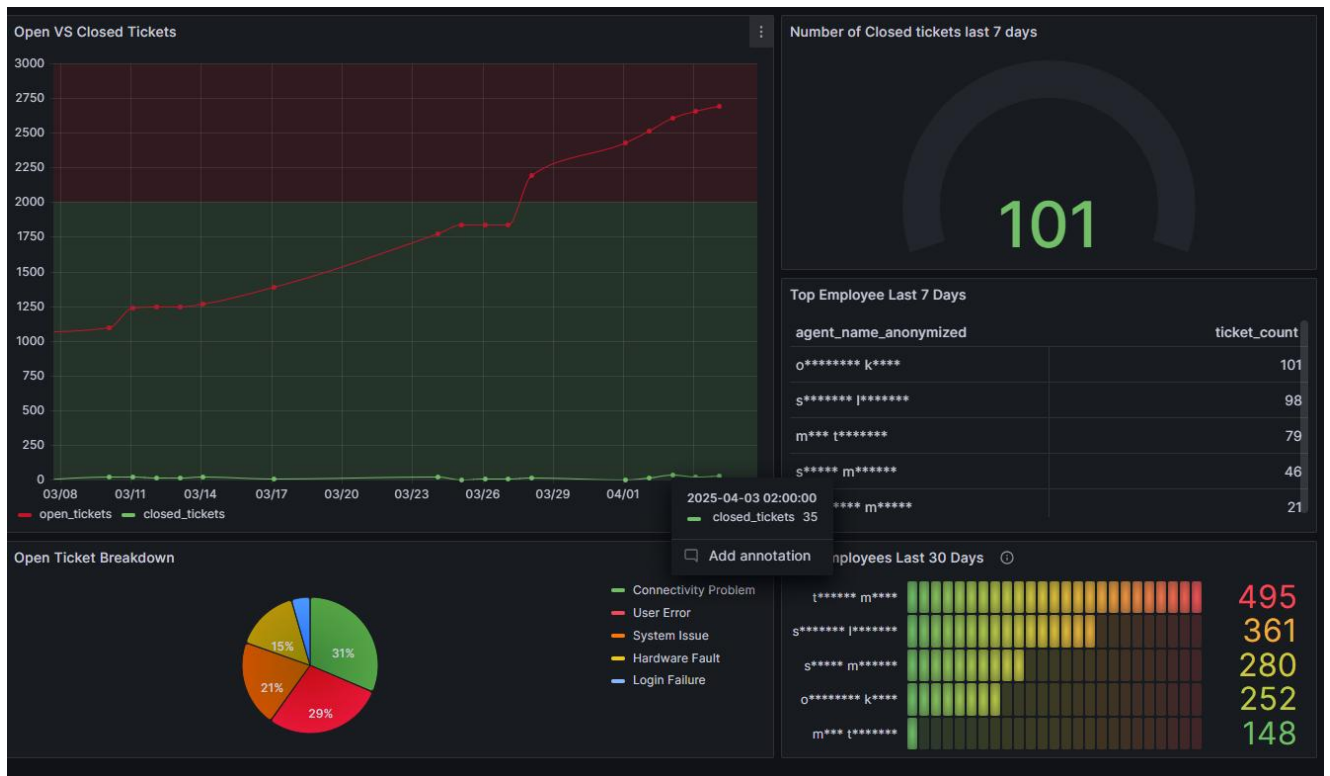 Open VS Closed Tickets
3000
2750
2500
2250
2000
1750
1500
1250
1000
750
500
250
0
03/08 03/11 03/14 03/17 03/20 03/23 03/26 03/29 04/01
open_tickets closed_tickets
2025-04-03 02:00:00
closed_tickets 35
Add annotation
Number of Closed tickets last 7 days
101
Top Employee Last 7 Days
agent_name_anonymized ticket_count
o******** k**** 101
s******* l******* 98
m*** t******* 79
s***** m****** 46
**** m***** 21
Open Ticket Breakdown
31%
29%
21%
15%
Connectivity Problem
User Error
System Issue
Hardware Fault
Login Failure
Last 30 Days
t****** m**** 495
s******* l******* 361
s***** m****** 280
o******** k**** 252
m*** t******* 148